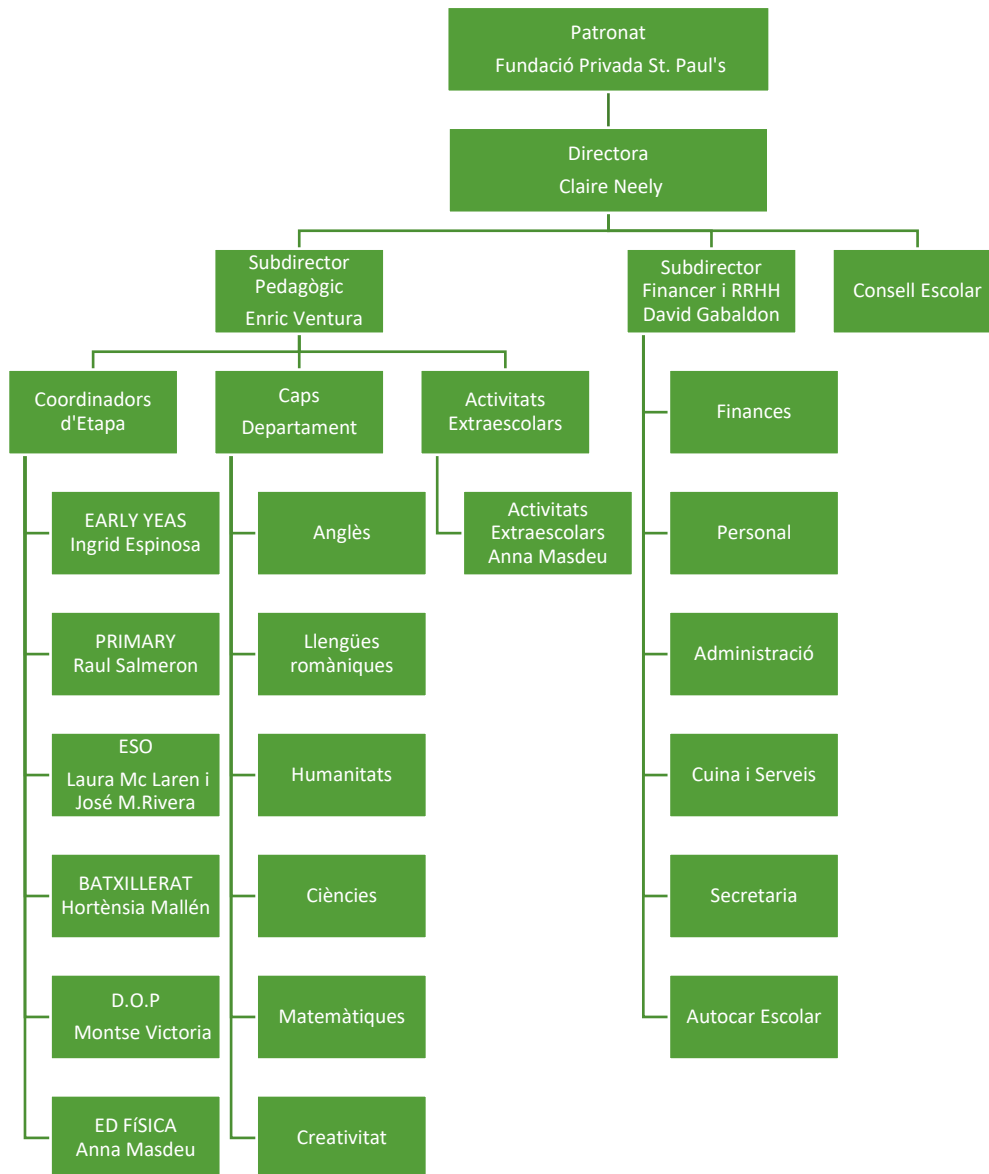 Patronat
Fundació Privada St. Paul's
Directora
Claire Neely
Subdirector
Pedagògic
Enric Ventura
Subdirector
Financer i RRHH
David Gabaldon
Consell Escolar
Coordinadors
d'Etapa
Caps
Departament
Activitats
Extraescolars
Finances
EARLY YEAS
Ingrid Espinosa
Anglès
Activitats
Extraescolars
Anna Masdeu
Personal
PRIMARY
Raul Salmeron
Llengües
romàniques
Administració
ESO
Laura Mc Laren i
José M.Rivera
Humanitats
Cuina i Serveis
BATXILLERAT
Hortènsia Mallén
Ciències
Secretaria
D.O.P
Montse Victoria
Matemàtiques
Autocar Escolar
ED FíSICA
Anna Masdeu
Creativitat